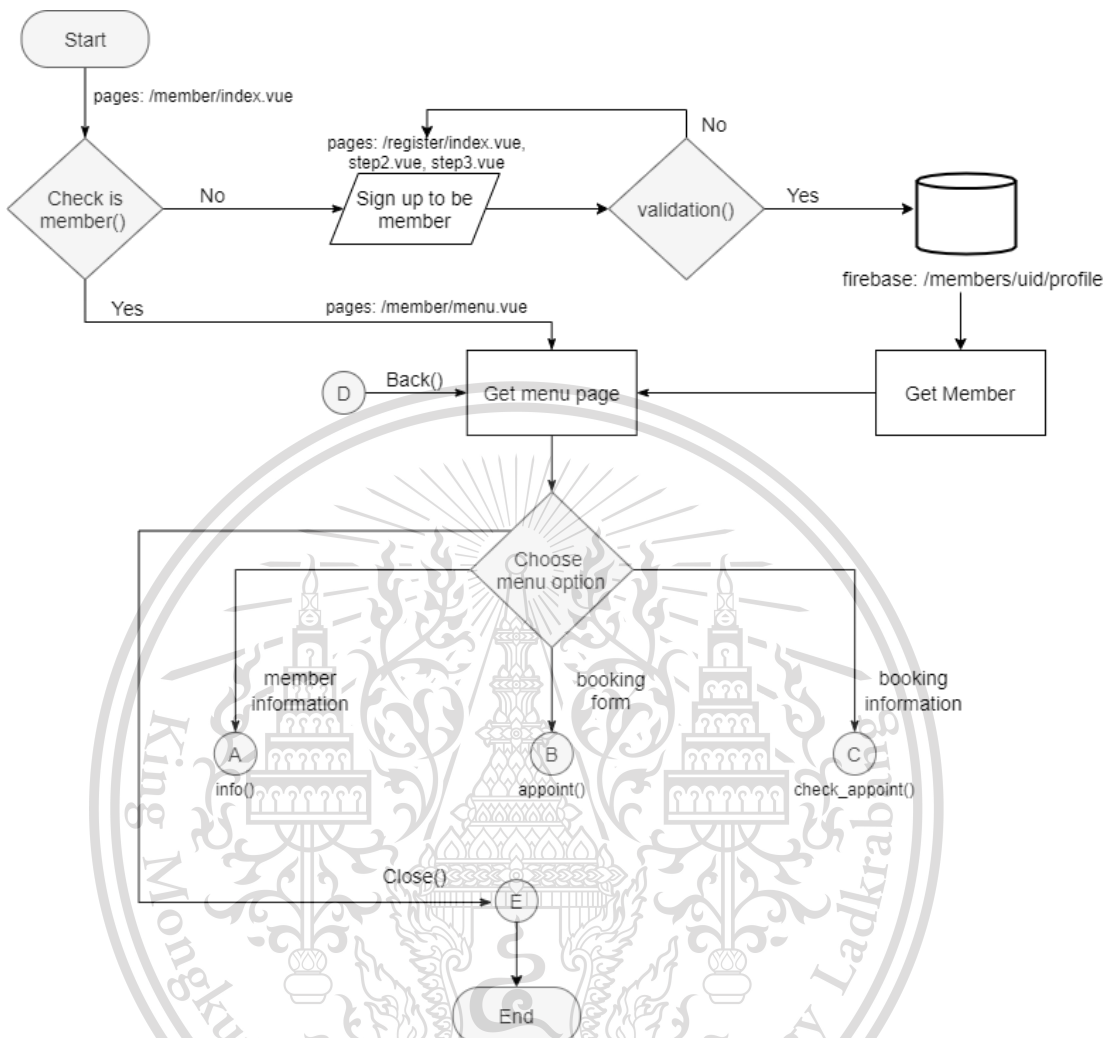 Start
pages: /member/index.vue
No
pages: /register/index.vue,
step2.vue, step3.vue
Check is
member()
No
Sign up to be
member
validation()
Yes
firebase: /members/uid/profile
Yes
pages: /member/menu.vue
D
Back()
Get menu page
Get Member
Choose
menu option
member
information
booking
form
booking
information
A
B
C
info()
appoint()
check_appoint()
Close()
E
End
King
Ladkrabang